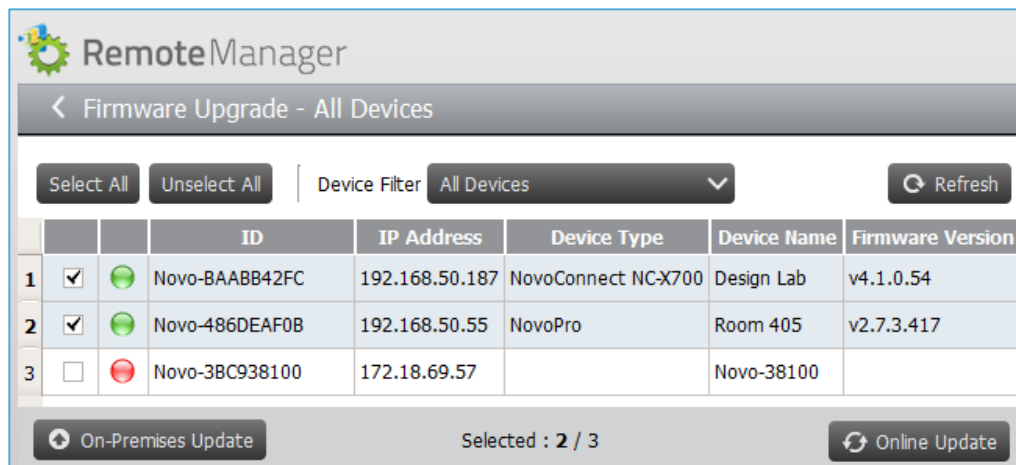 RemoteManager
Firmware Upgrade - All Devices
Select All Unselect All Device Filter All Devices Refresh
ID IP Address Device Type Device Name Firmware Version
1 Novo-BAABB42FC 192.168.50.187 NovoConnect NC-X700 Design Lab v4.1.0.54
2 Novo-486DEAF0B 192.168.50.55 NovoPro Room 405 v2.7.3.417
3 Novo-3BC938100 172.18.69.57 Novo-38100
On-Premises Update Selected : 2 / 3 Online Update